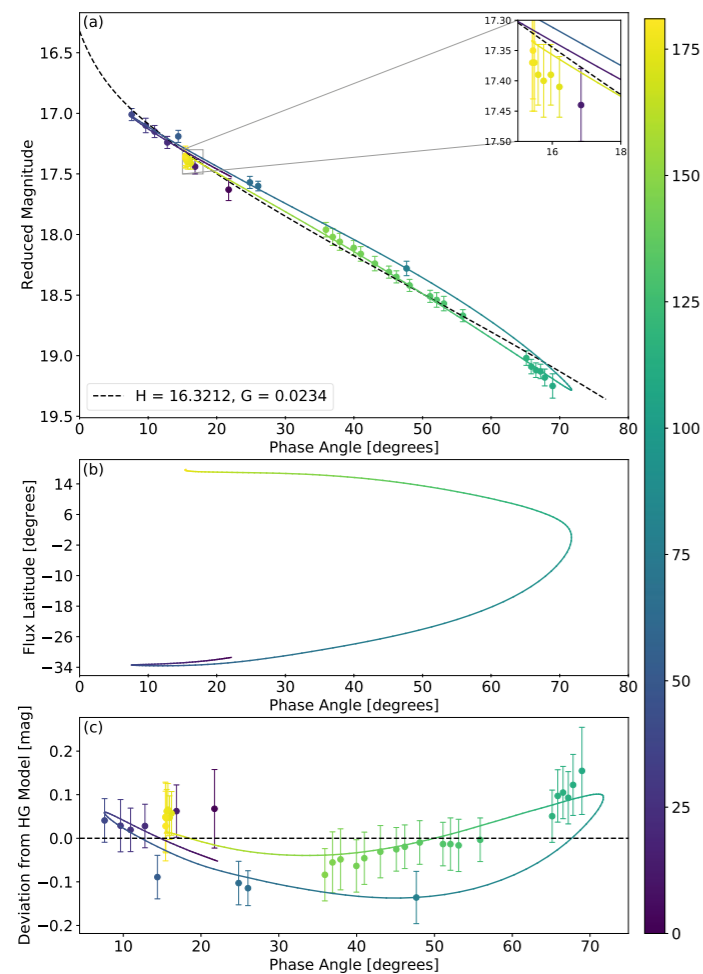 (a)
16.5
17.0
17.5
18.0
18.5
19.0
19.5
Reduced Magnitude
17.30
17.35
17.40
17.45
17.50
16
18
H = 16.3212, G = 0.0234
0 10 20 30 40 50 60 70 80
Phase Angle [degrees]
(b)
14
6
−2
−10
−18
−26
−34
Flux Latitude [degrees]
0 10 20 30 40 50 60 70 80
Phase Angle [degrees]
(c)
0.2
0.1
0.0
−0.1
−0.2
Deviation from HG Model [mag]
10 20 30 40 50 60 70
Phase Angle [degrees]
175
150
125
100
75
50
25
0